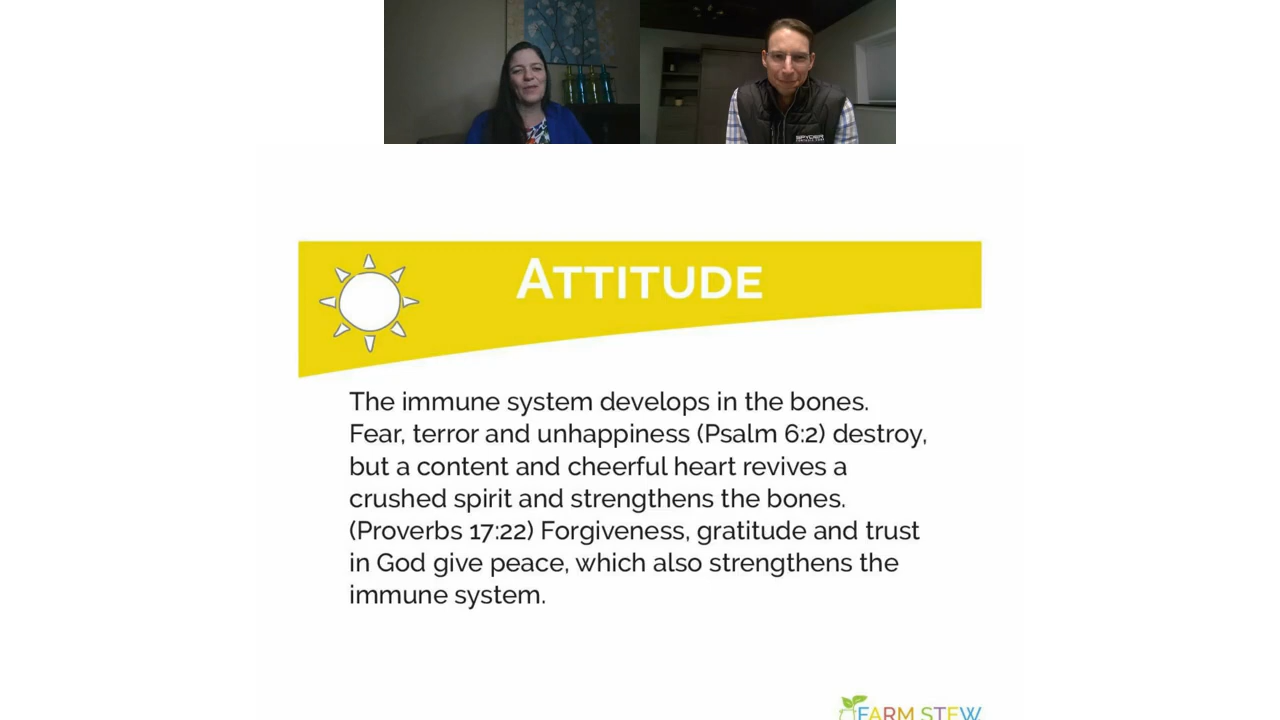 SPYDER
ATTITUDE
The immune system develops in the bones.
Fear, terror and unhappiness (Psalm 6:2) destroy,
but a content and cheerful heart revives a
crushed spirit and strengthens the bones.
(Proverbs 17:22) Forgiveness, gratitude and trust
in God give peace, which also strengthens the
immune system.
FARM STEW